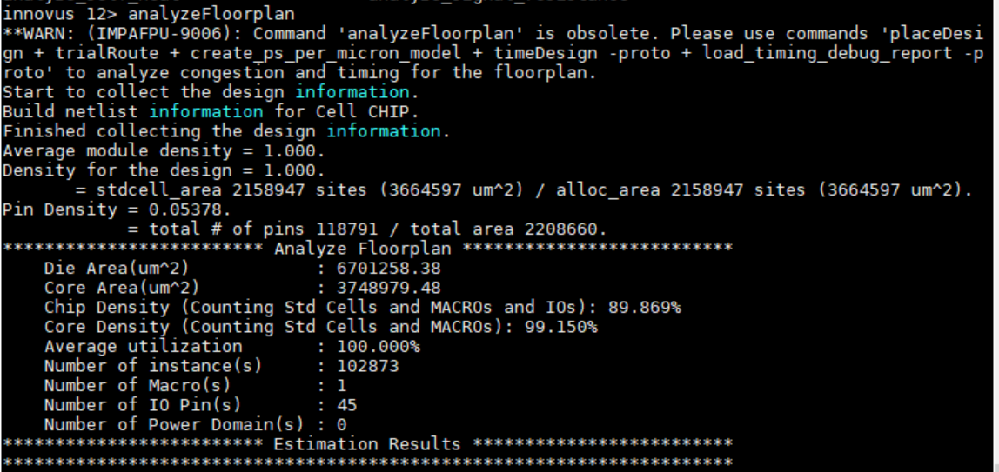 innovus 12> analyzeFloorplan
**WARN: (IMPAFPU-9006): Command 'analyzeFloorplan' is obsolete. Please use commands 'placeDesi
gn + trialRoute + create_ps_per_micron_model + timeDesign -proto + load_timing_debug_report -p
roto' to analyze congestion and timing for the floorplan.
Start to collect the design information.
Build netlist information for Cell CHIP.
Finished collecting the design information.
Average module density = 1.000.
Density for the design = 1.000.
       = stdcell_area 2158947 sites (3664597 um^2) / alloc_area 2158947 sites (3664597 um^2).
Pin Density = 0.05378.
            = total # of pins 118791 / total area 2208660.
************************* Analyze Floorplan **************************
    Die Area(um^2)            : 6701258.38
    Core Area(um^2)           : 3748979.48
    Chip Density (Counting Std Cells and MACROs and IOs): 89.869%
    Core Density (Counting Std Cells and MACROs): 99.150%
    Average utilization       : 100.000%
    Number of instance(s)     : 102873
    Number of Macro(s)        : 1
    Number of IO Pin(s)       : 45
    Number of Power Domain(s) : 0
************************* Estimation Results *************************
**********************************************************************